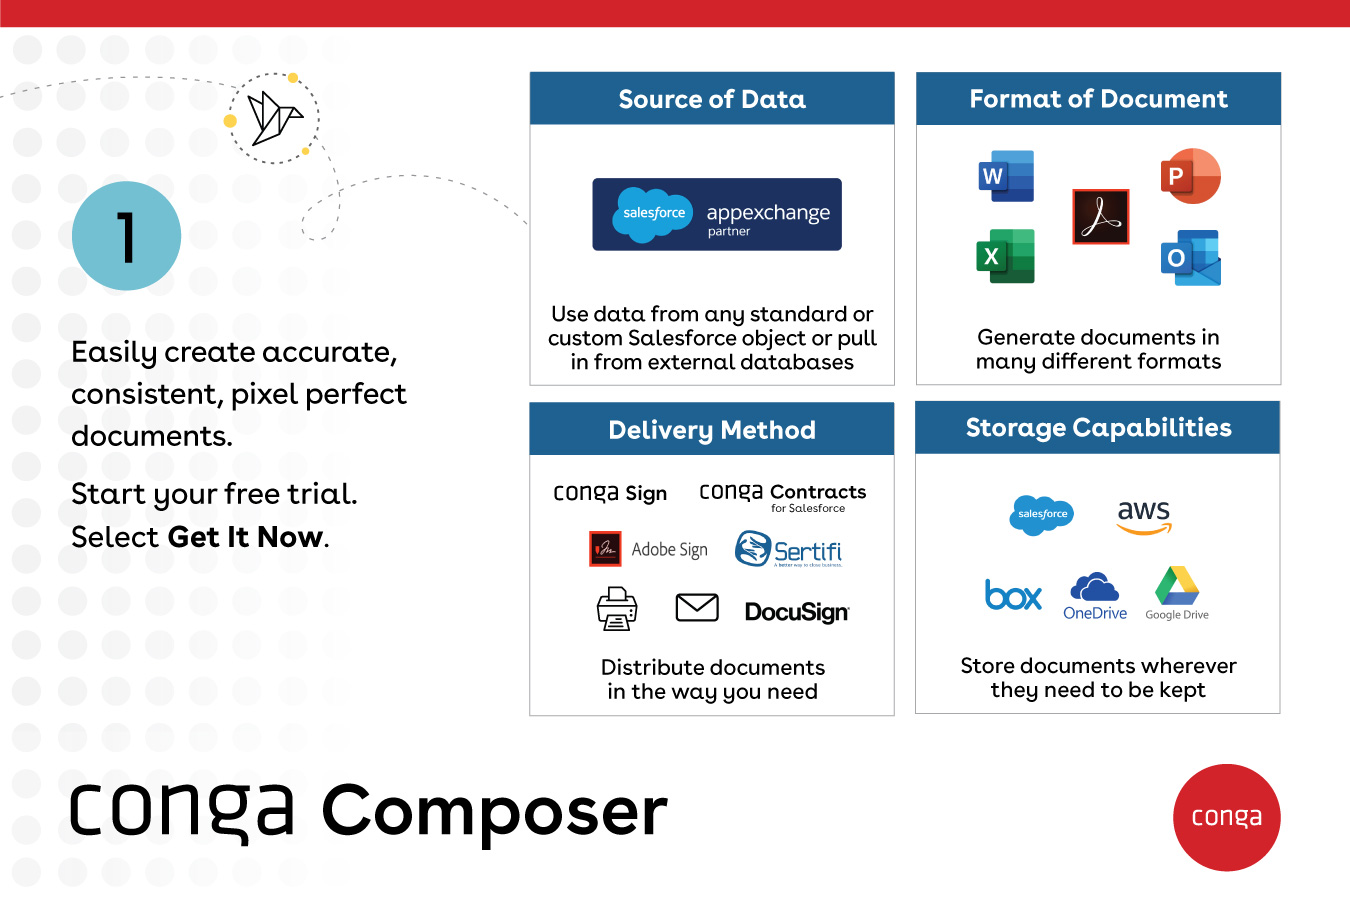 1
Easily create accurate,
consistent, pixel perfect
documents.
Start your free trial.
Select Get It Now.
Source of Data
salesforce appexchange
partner
Use data from any standard or
custom Salesforce object or pull
in from external databases
Format of Document
W
P
X
O
Generate documents in
many different formats
Delivery Method
conga Sign
conga Contracts
for Salesforce
Adobe Sign
Sertifi
A better way to close business.
DocuSign
Distribute documents
in the way you need
Storage Capabilities
salesforce
aws
box
OneDrive
Google Drive
Store documents wherever
they need to be kept
conga Composer
conga